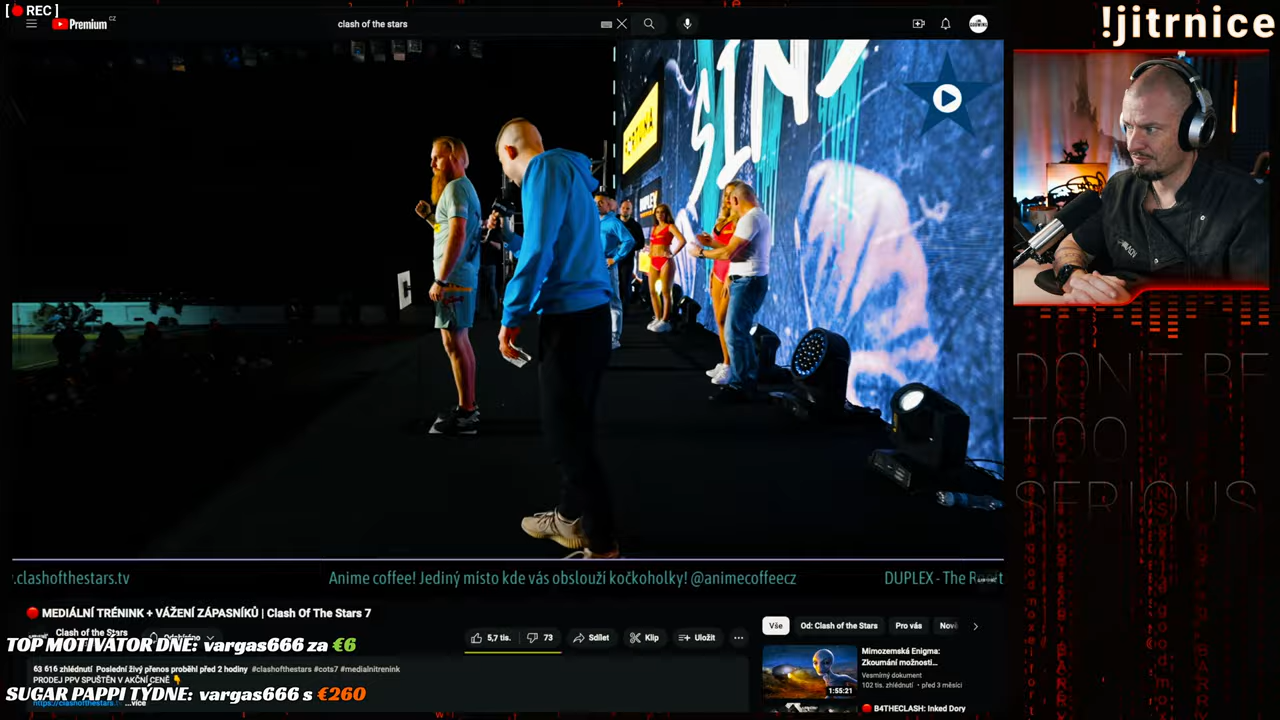 [ REC ]
!jitrnice
Premium CZ
clash of the stars
FORTUNA
.clashofthestars.tv
Anime coffee! Jediný místo kde vás obslouží kočkoholky! @animecoffeecz
DUPLEX - The R
🔴 MEDIÁLNÍ TRÉNINK + VÁŽENÍ ZÁPASNÍKŮ | Clash Of The Stars 7
Clash Of The Stars
5,7 tis.
73
Sdílet
Klip
Uložit
Vše
Od: Clash of the Stars
Pro vás
TOP MOTIVÁTOR DNE: vargas666 za €6
63 616 zhlédnutí Poslední živý přenos proběhl před 2 hodiny #clashofthestars #cots7 #medialnitrenink
PRODEJ PPV SPUŠTĚN V AKČNÍ CENĚ 👇
SUGAR PAPPI TÝDNE: vargas666 s €260
...více
Mimozemská Enigma:
Zkoumání možnosti...
Vesmírný dokument
102 tis. zhlédnutí • před 3 měsíci
1:55:21
🔴 B4THECLASH: Inked Dory
DON'T BE
TOO
SERIOUS